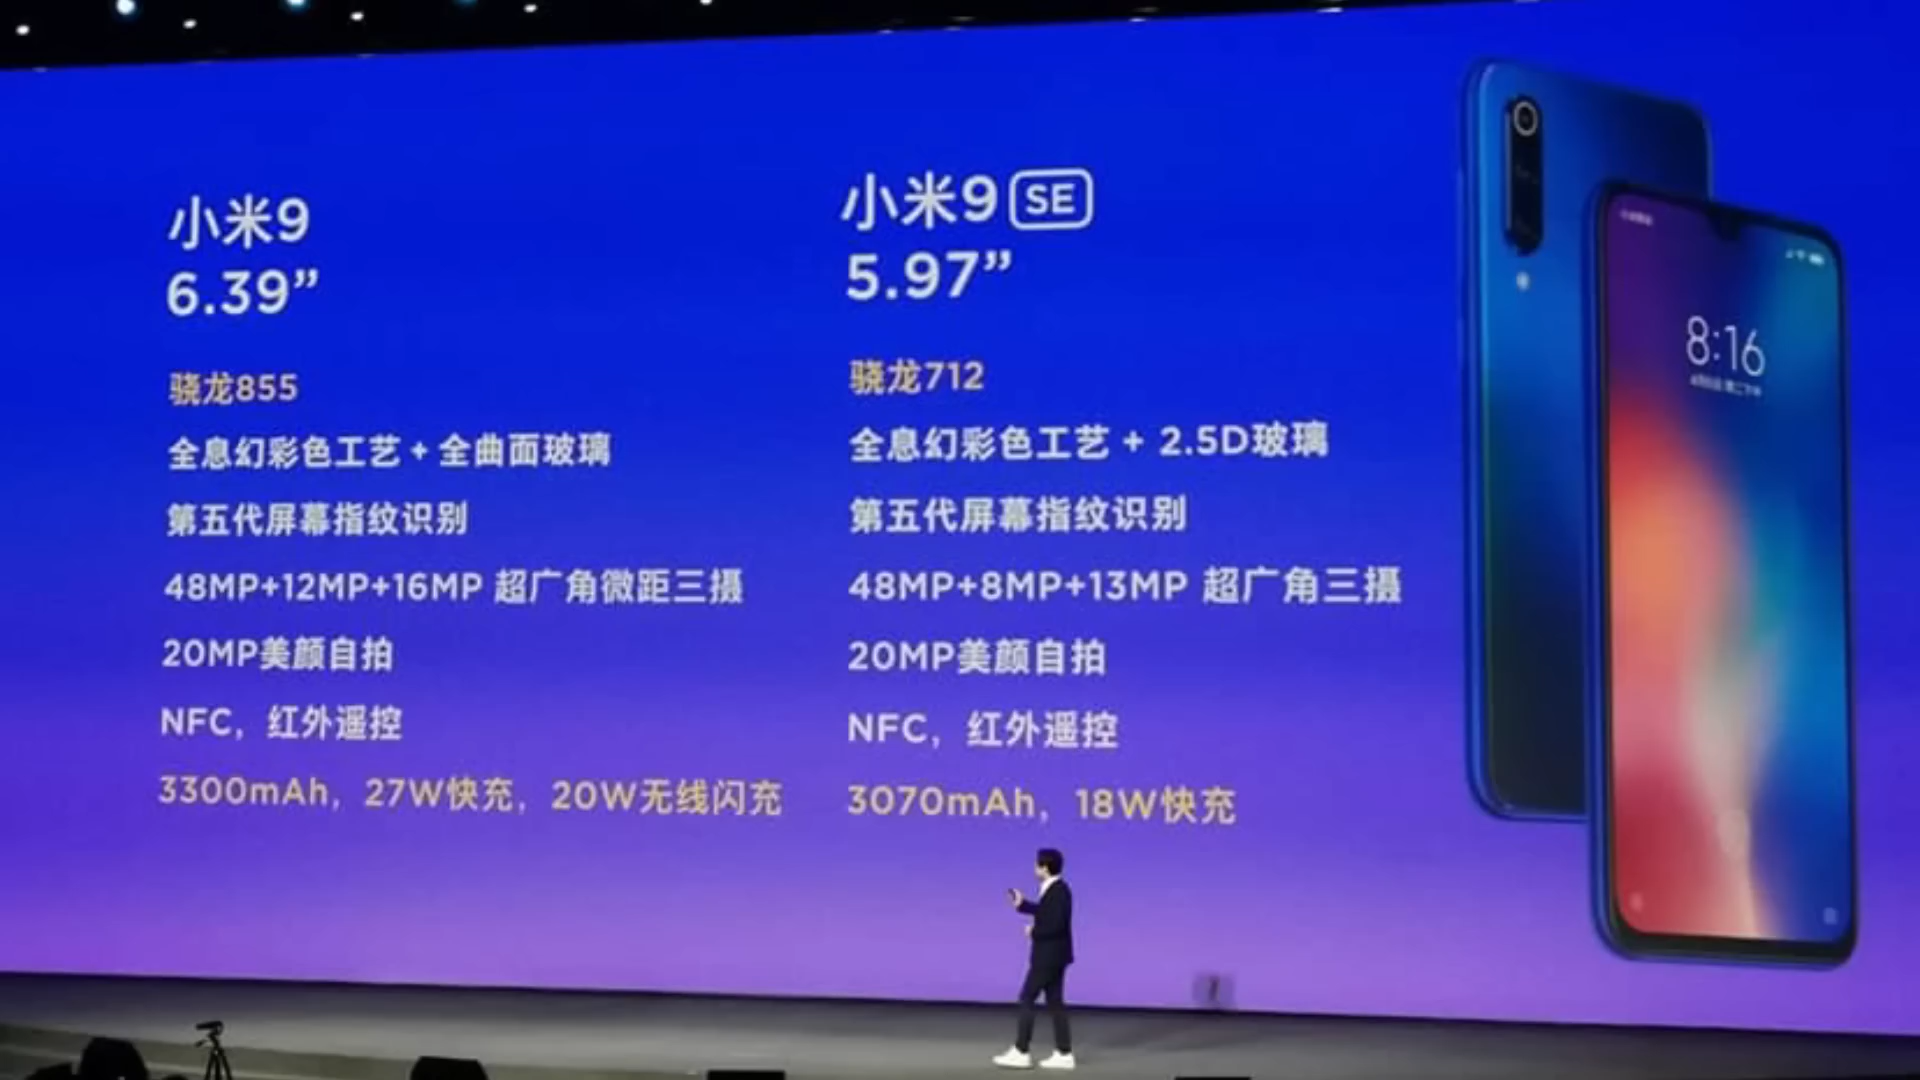 小米9
6.39”
骁龙855
全息幻彩色工艺 + 全曲面玻璃
第五代屏幕指纹识别
48MP+12MP+16MP 超广角微距三摄
20MP美颜自拍
NFC，红外遥控
3300mAh，27W快充，20W无线闪充
小米9 SE
5.97”
骁龙712
全息幻彩色工艺 + 2.5D玻璃
第五代屏幕指纹识别
48MP+8MP+13MP 超广角三摄
20MP美颜自拍
NFC，红外遥控
3070mAh，18W快充
8:16